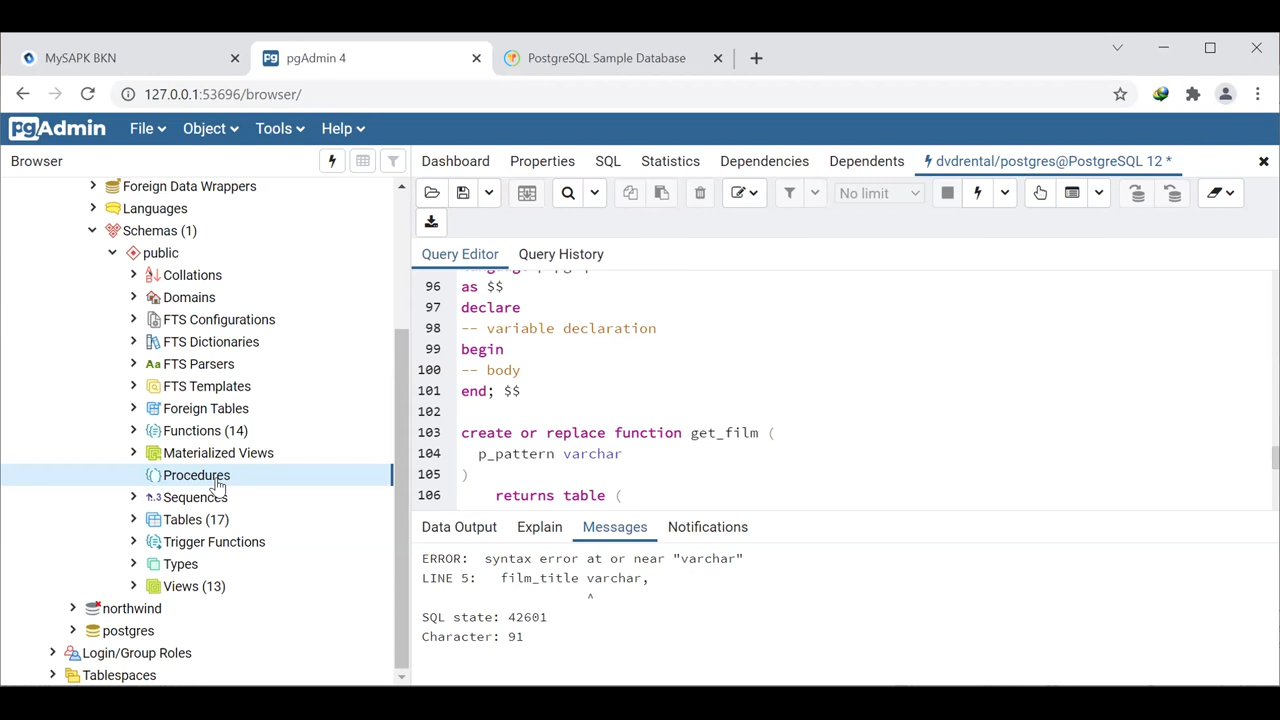 MySAPK BKN
pgAdmin 4
PostgreSQL Sample Database
127.0.0.1:53696/browser/
pgAdmin
File
Object
Tools
Help
Browser
Dashboard
Properties
SQL
Statistics
Dependencies
Dependents
dvdrental/postgres@PostgreSQL 12 *
No limit
Query Editor
Query History
Foreign Data Wrappers
Languages
Schemas (1)
public
Collations
Domains
FTS Configurations
FTS Dictionaries
Aa FTS Parsers
FTS Templates
Foreign Tables
Functions (14)
Materialized Views
Procedures
1..3 Sequences
Tables (17)
Trigger Functions
Types
Views (13)
northwind
postgres
Login/Group Roles
Tablespaces
96 as $$
97 declare
98 -- variable declaration
99 begin
100 -- body
101 end; $$
102
103 create or replace function get_film (
104 p_pattern varchar
105 )
106 returns table (
Data Output
Explain
Messages
Notifications
ERROR: syntax error at or near "varchar"
LINE 5: film_title varchar,
^
SQL state: 42601
Character: 91